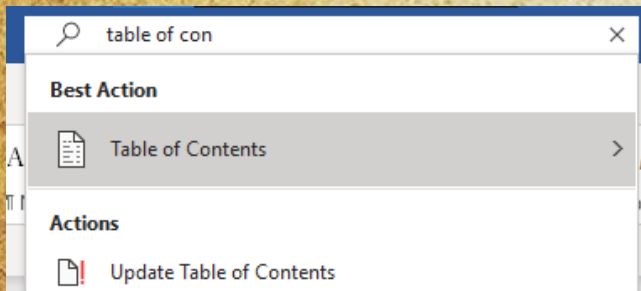 table of con
Best Action
Table of Contents
Actions
Update Table of Contents